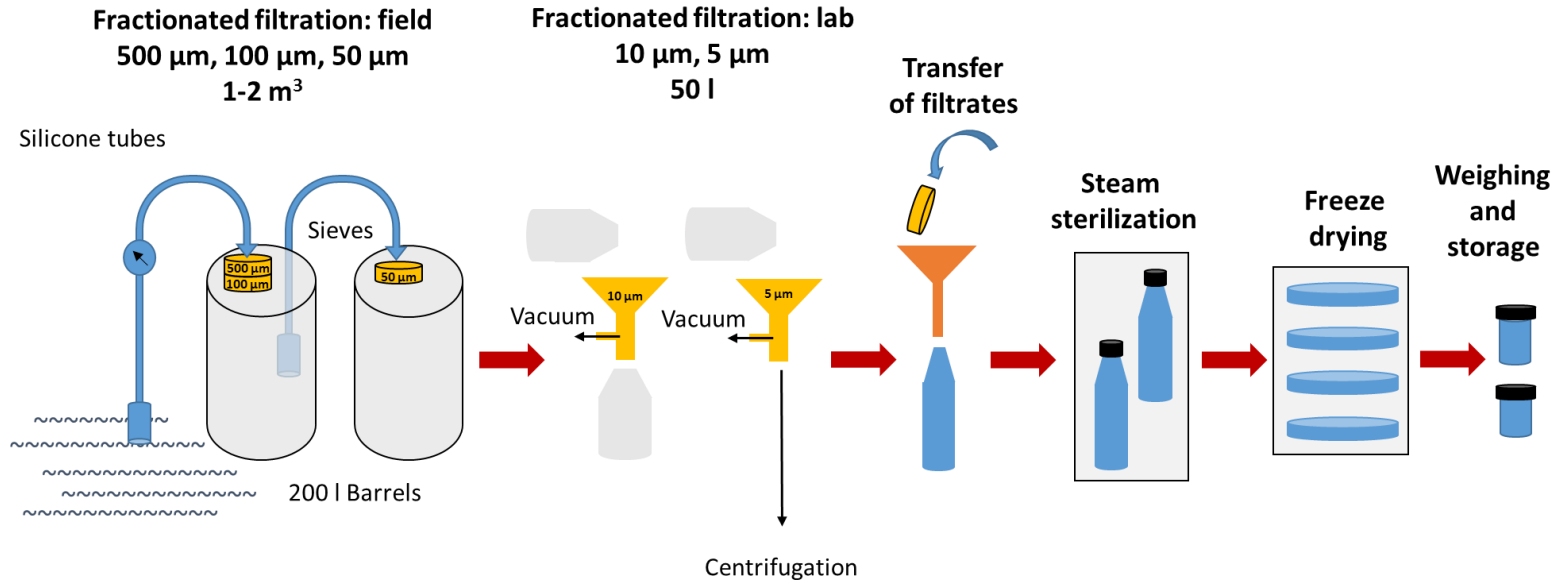 Fractionated filtration: field
500 µm, 100 µm, 50 µm
1-2 m³
Fractionated filtration: lab
10 µm, 5 µm
50 l
Transfer
of filtrates
Silicone tubes
Steam
sterilization
Freeze
drying
Weighing
and
storage
Sieves
500 µm
100 µm
50 µm
10 µm
5 µm
Vacuum
Vacuum
200 l Barrels
Centrifugation